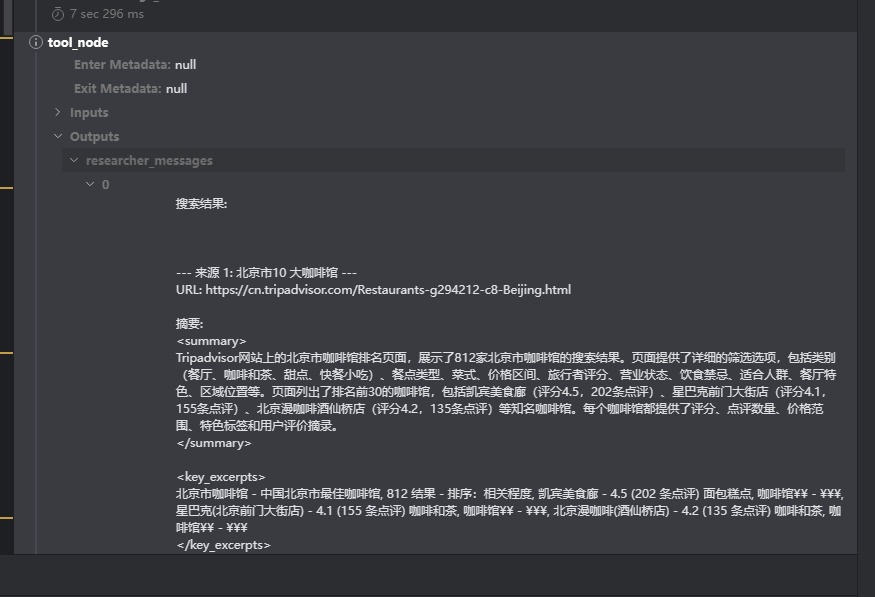 7 sec 296 ms
tool_node
Enter Metadata: null
Exit Metadata: null
Inputs
Outputs
researcher_messages
0
搜索结果:
--- 来源 1: 北京市10 大咖啡馆 ---
URL: https://cn.tripadvisor.com/Restaurants-g294212-c8-Beijing.html
摘要:
<summary>
Tripadvisor网站上的北京市咖啡馆排名页面，展示了812家北京市咖啡馆的搜索结果。页面提供了详细的筛选选项，包括类别
（餐厅、咖啡和茶、甜点、快餐小吃）、餐点类型、菜式、价格区间、旅行者评分、营业状态、饮食禁忌、适合人群、餐厅特
色、区域位置等。页面列出了排名前30的咖啡馆，包括凯宾美食廊（评分4.5，202条点评）、星巴克前门大街店（评分4.1，
155条点评）、北京漫咖啡酒仙桥店（评分4.2，135条点评）等知名咖啡馆。每个咖啡馆都提供了评分、点评数量、价格范
围、特色标签和用户评价摘录。
</summary>
<key_excerpts>
北京市咖啡馆 - 中国北京市最佳咖啡馆, 812 结果 - 排序：相关程度, 凯宾美食廊 - 4.5 (202 条点评) 面包糕点, 咖啡馆¥¥ - ¥¥¥,
星巴克(北京前门大街店) - 4.1 (155 条点评) 咖啡和茶, 咖啡馆¥¥ - ¥¥¥, 北京漫咖啡(酒仙桥店) - 4.2 (135 条点评) 咖啡和茶, 咖
啡馆¥¥ - ¥¥¥
</key_excerpts>